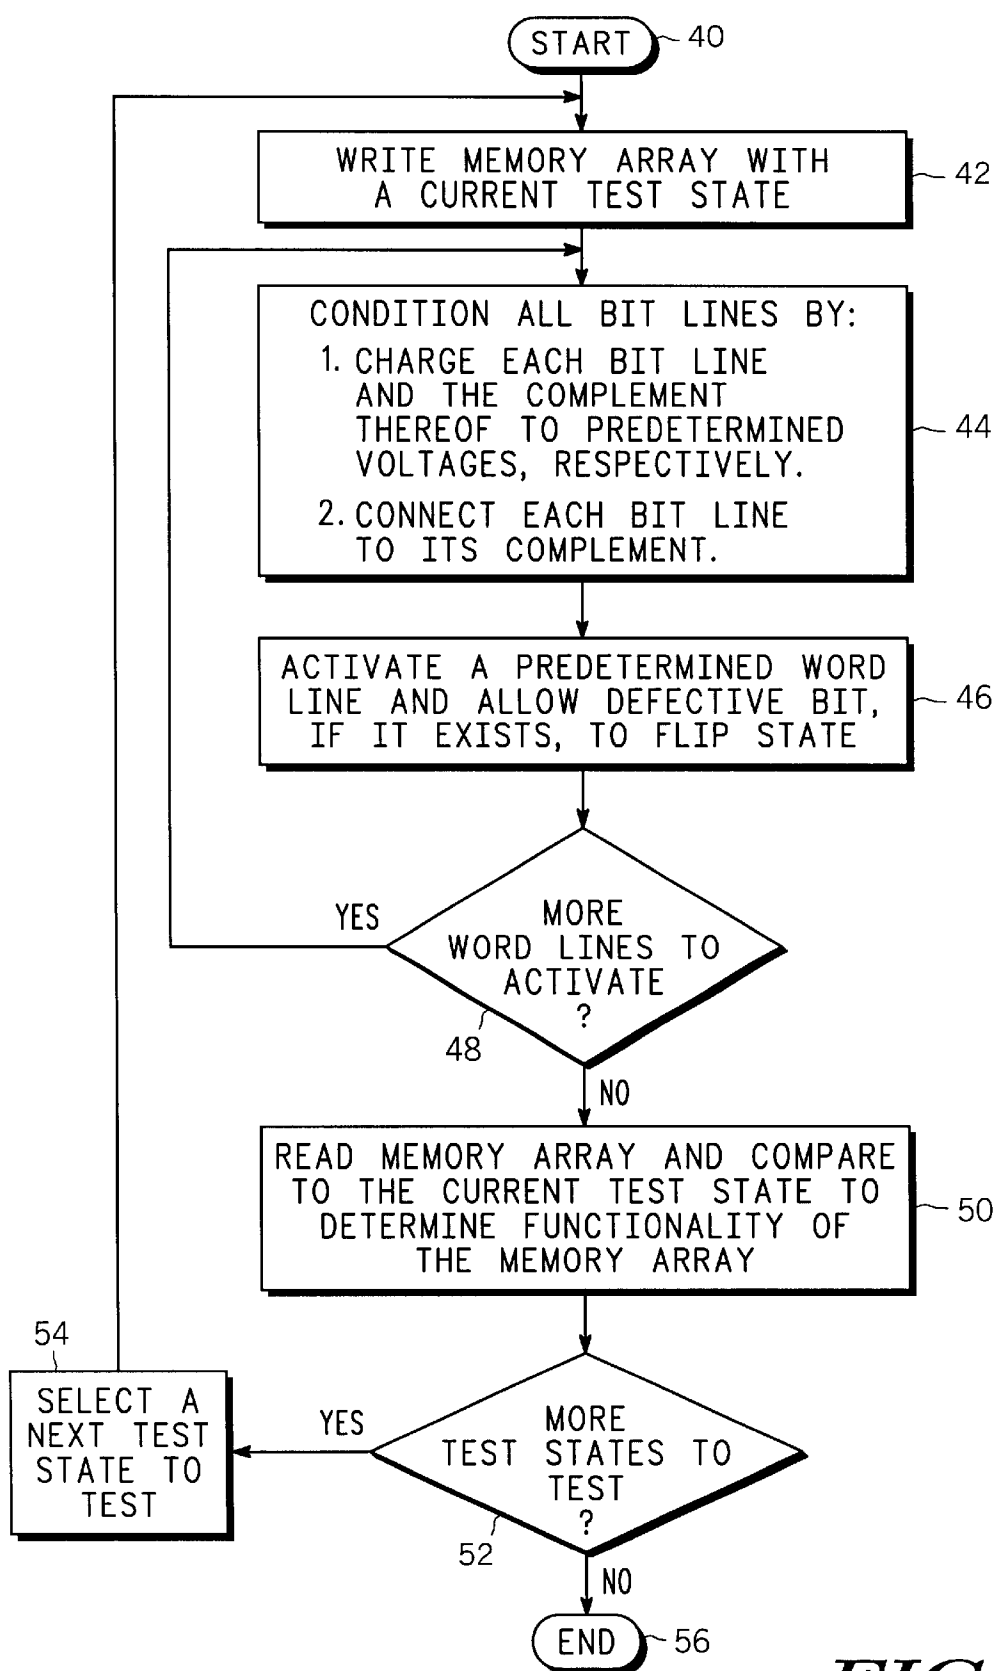 START
40
WRITE MEMORY ARRAY WITH
A CURRENT TEST STATE
42
CONDITION ALL BIT LINES BY:
1. CHARGE EACH BIT LINE
AND THE COMPLEMENT
THEREOF TO PREDETERMINED
VOLTAGES, RESPECTIVELY.
2. CONNECT EACH BIT LINE
TO ITS COMPLEMENT.
44
ACTIVATE A PREDETERMINED WORD
LINE AND ALLOW DEFECTIVE BIT,
IF IT EXISTS, TO FLIP STATE
46
YES
MORE
WORD LINES TO
ACTIVATE
?
48
NO
READ MEMORY ARRAY AND COMPARE
TO THE CURRENT TEST STATE TO
DETERMINE FUNCTIONALITY OF
THE MEMORY ARRAY
50
54
SELECT A
NEXT TEST
STATE TO
TEST
YES
MORE
TEST STATES TO
TEST
?
52
NO
END
56